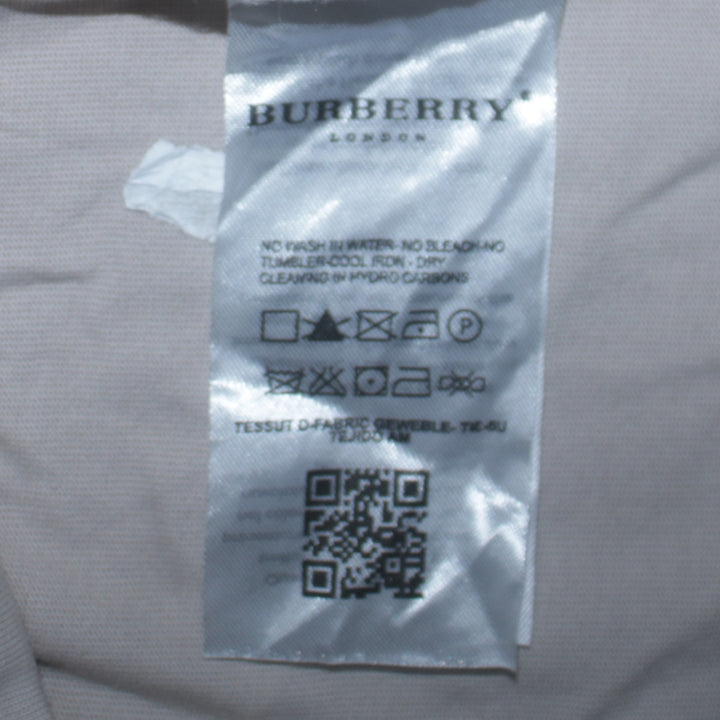 BURBERRY
LONDON
NO WASH IN WATER- NO BLEACH-NO
TUMBLER-COOL IRON - DRY
CLEANING IN HYDRO CARBONS
P
TESSUT O-FABRIC GEWEBLE- TIE-SU
TEJIDO AM